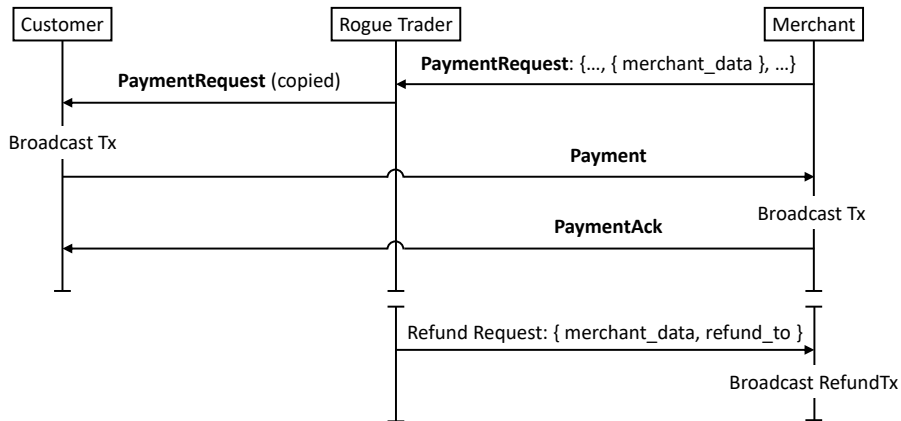 Customer
Rogue Trader
Merchant
PaymentRequest: {…, { merchant_data }, …}
PaymentRequest (copied)
Broadcast Tx
Payment
Broadcast Tx
PaymentAck
Refund Request: { merchant_data, refund_to }
Broadcast RefundTx